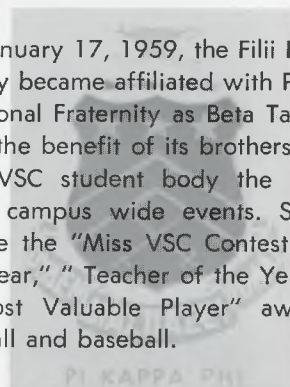 nuary 17, 1959, the Filii
y became affiliated with P
onal Fraternity as Beta Ta
the benefit of its brothers
VSC student body the
campus wide events. S
e the "Miss VSC Contest
ear," " Teacher of the Ye
ost Valuable Player" aw
all and baseball.
PI KAPPA PHI